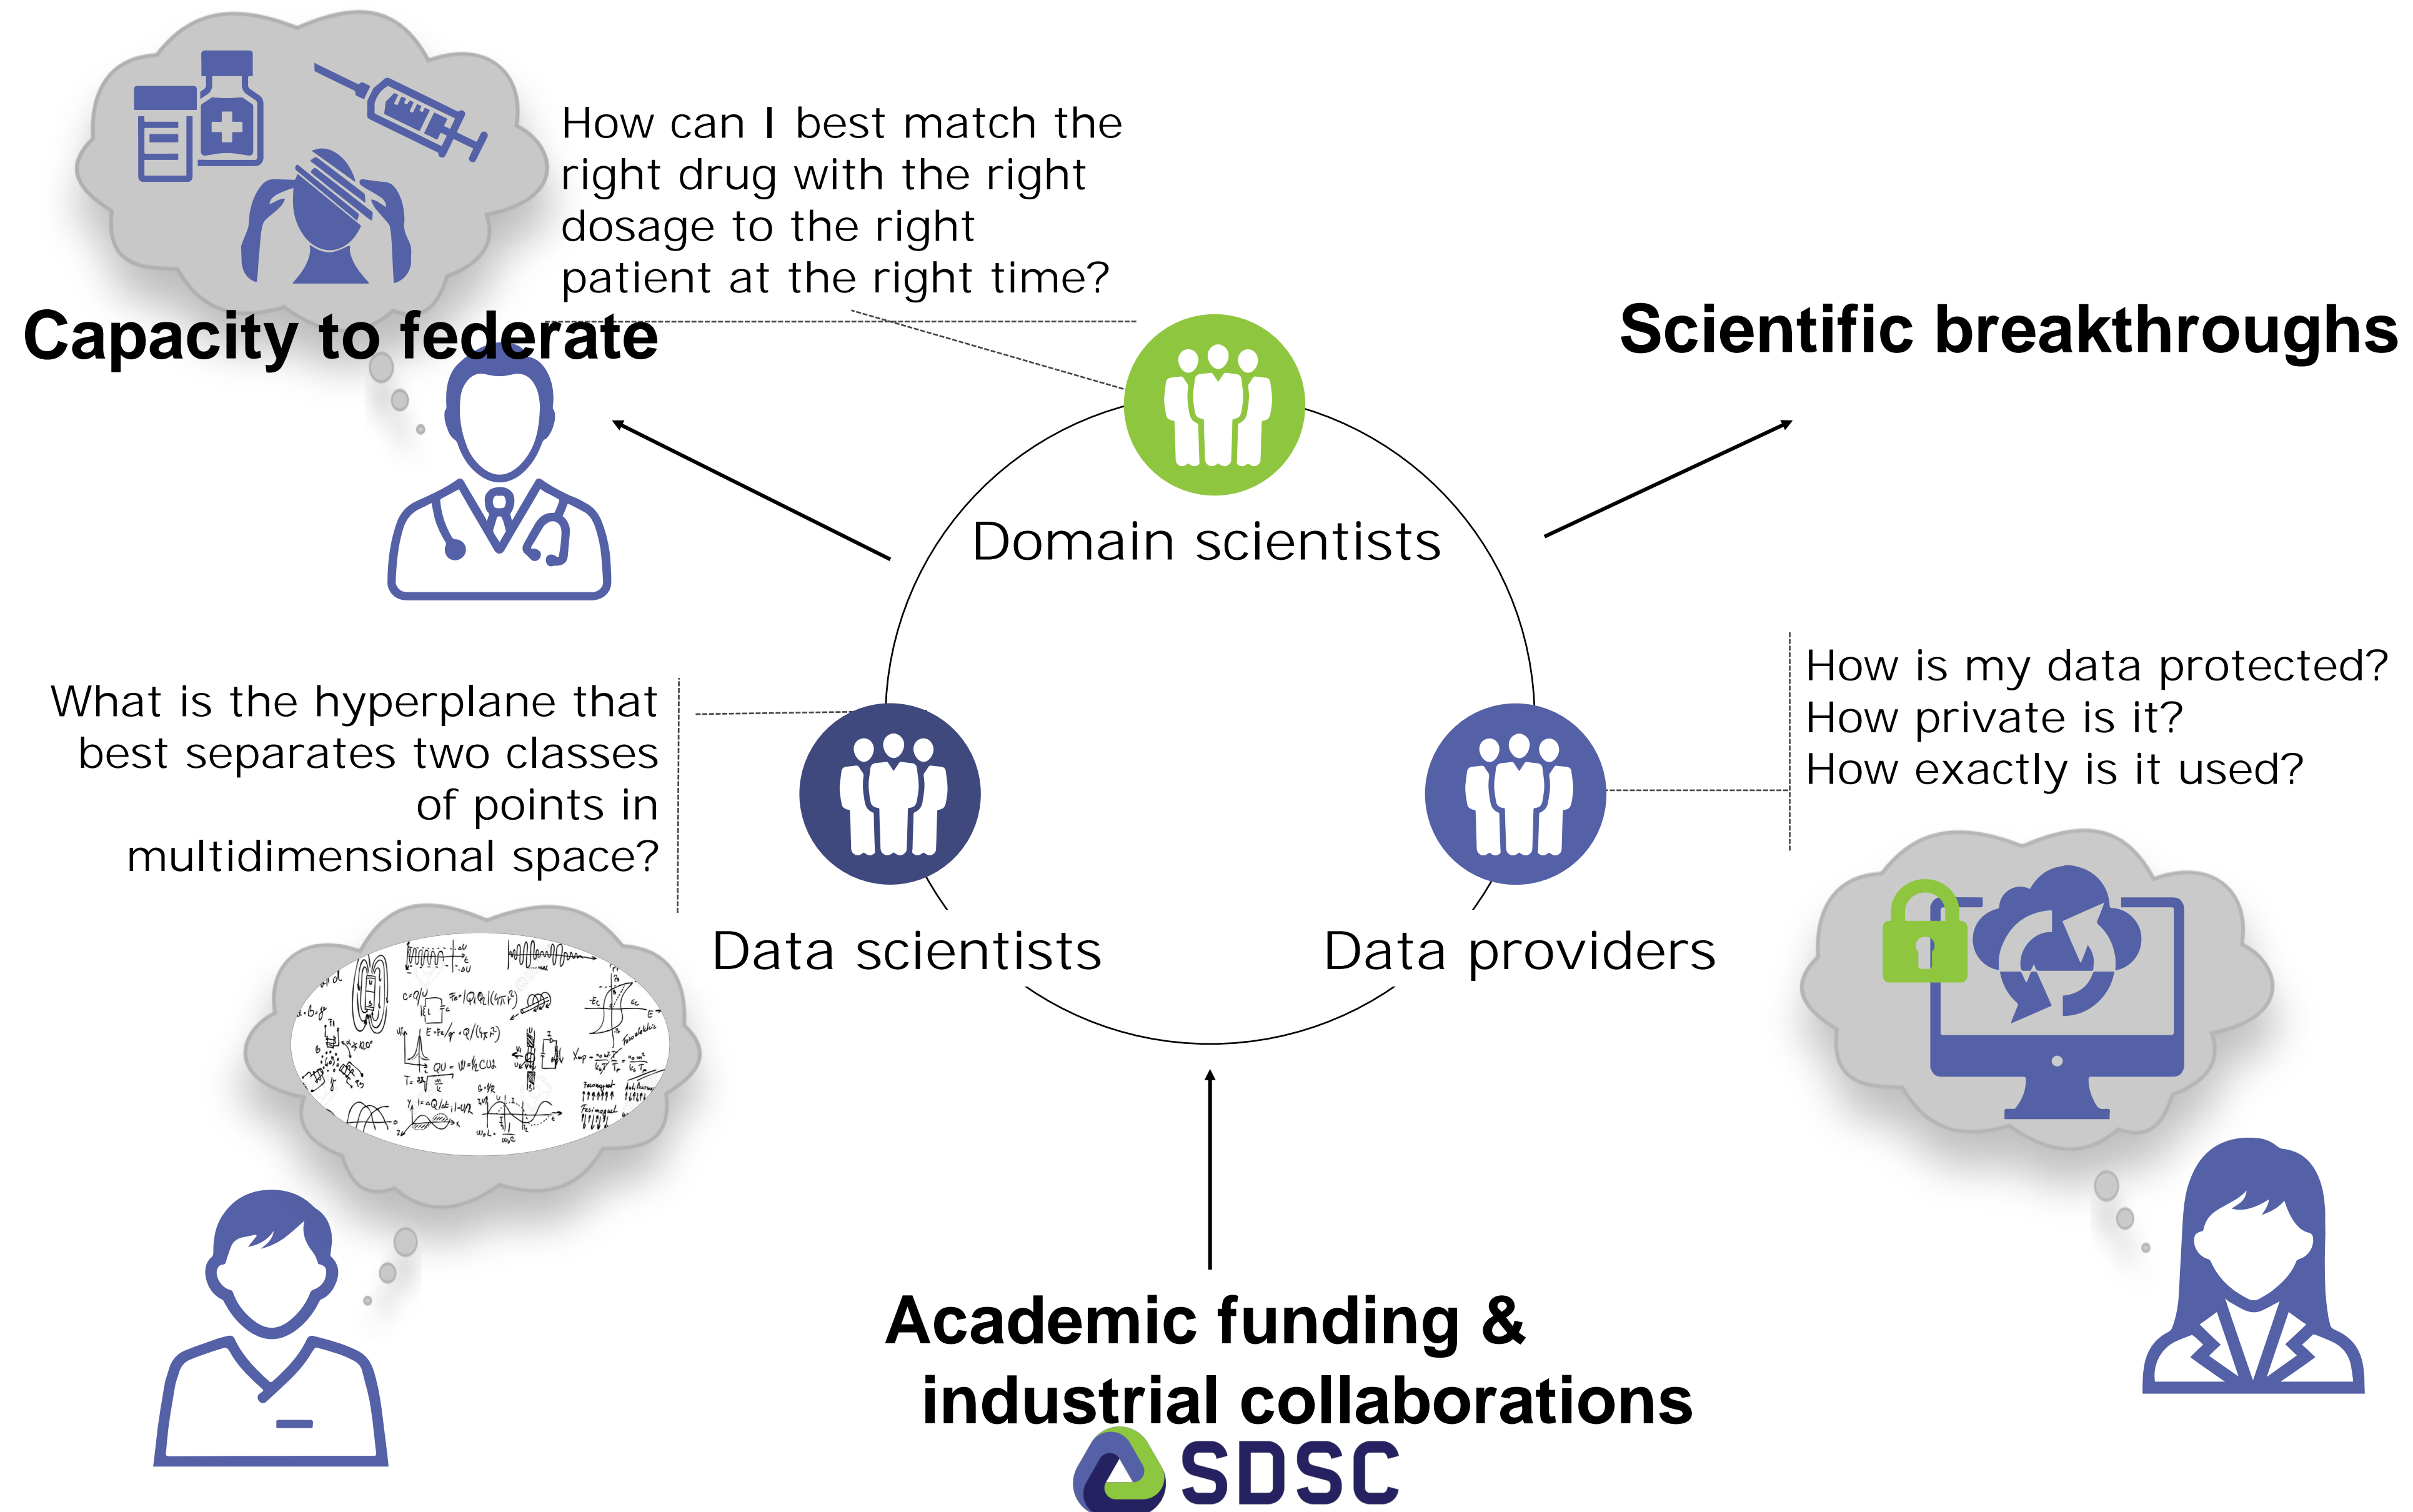 How can I best match the
right drug with the right
dosage to the right
patient at the right time?
Capacity to federate
Scientific breakthroughs
Domain scientists
What is the hyperplane that
best separates two classes
of points in
multidimensional space?
How is my data protected?
How private is it?
How exactly is it used?
Data scientists
Data providers
Academic funding &
industrial collaborations
SDSC